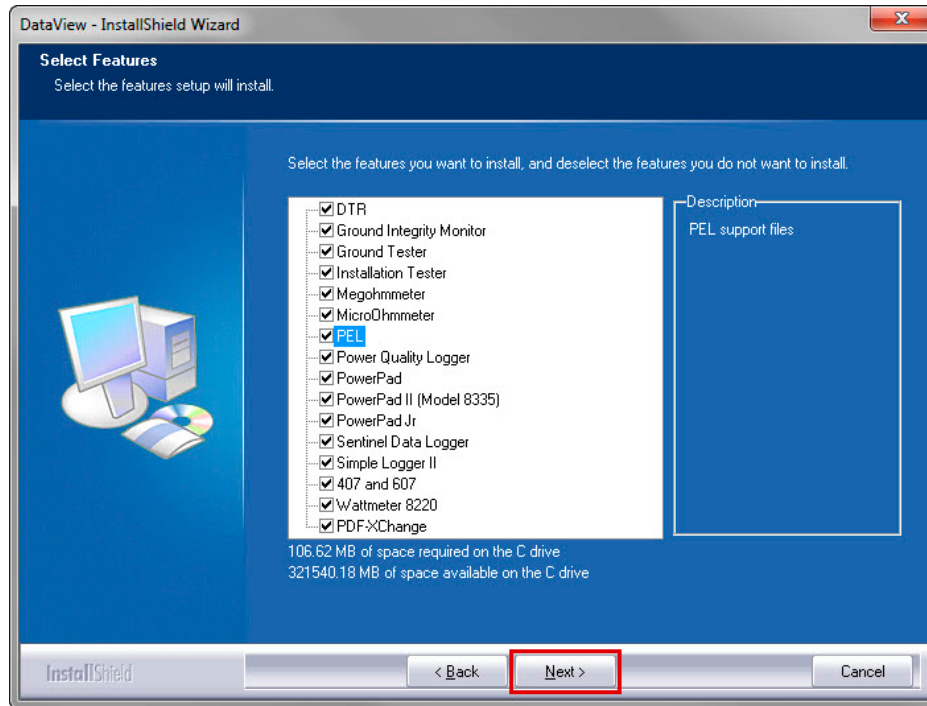 DataView - InstallShield Wizard
Select Features
Select the features setup will install.
Select the features you want to install, and deselect the features you do not want to install.
DTR
Ground Integrity Monitor
Ground Tester
Installation Tester
Megohmmeter
MicroOhmmeter
PEL
Power Quality Logger
PowerPad
PowerPad II (Model 8335)
PowerPad Jr
Sentinel Data Logger
Simple Logger II
407 and 607
Wattmeter 8220
PDF-XChange
Description
PEL support files
106.62 MB of space required on the C drive
321540.18 MB of space available on the C drive
InstallShield
< Back
Next >
Cancel